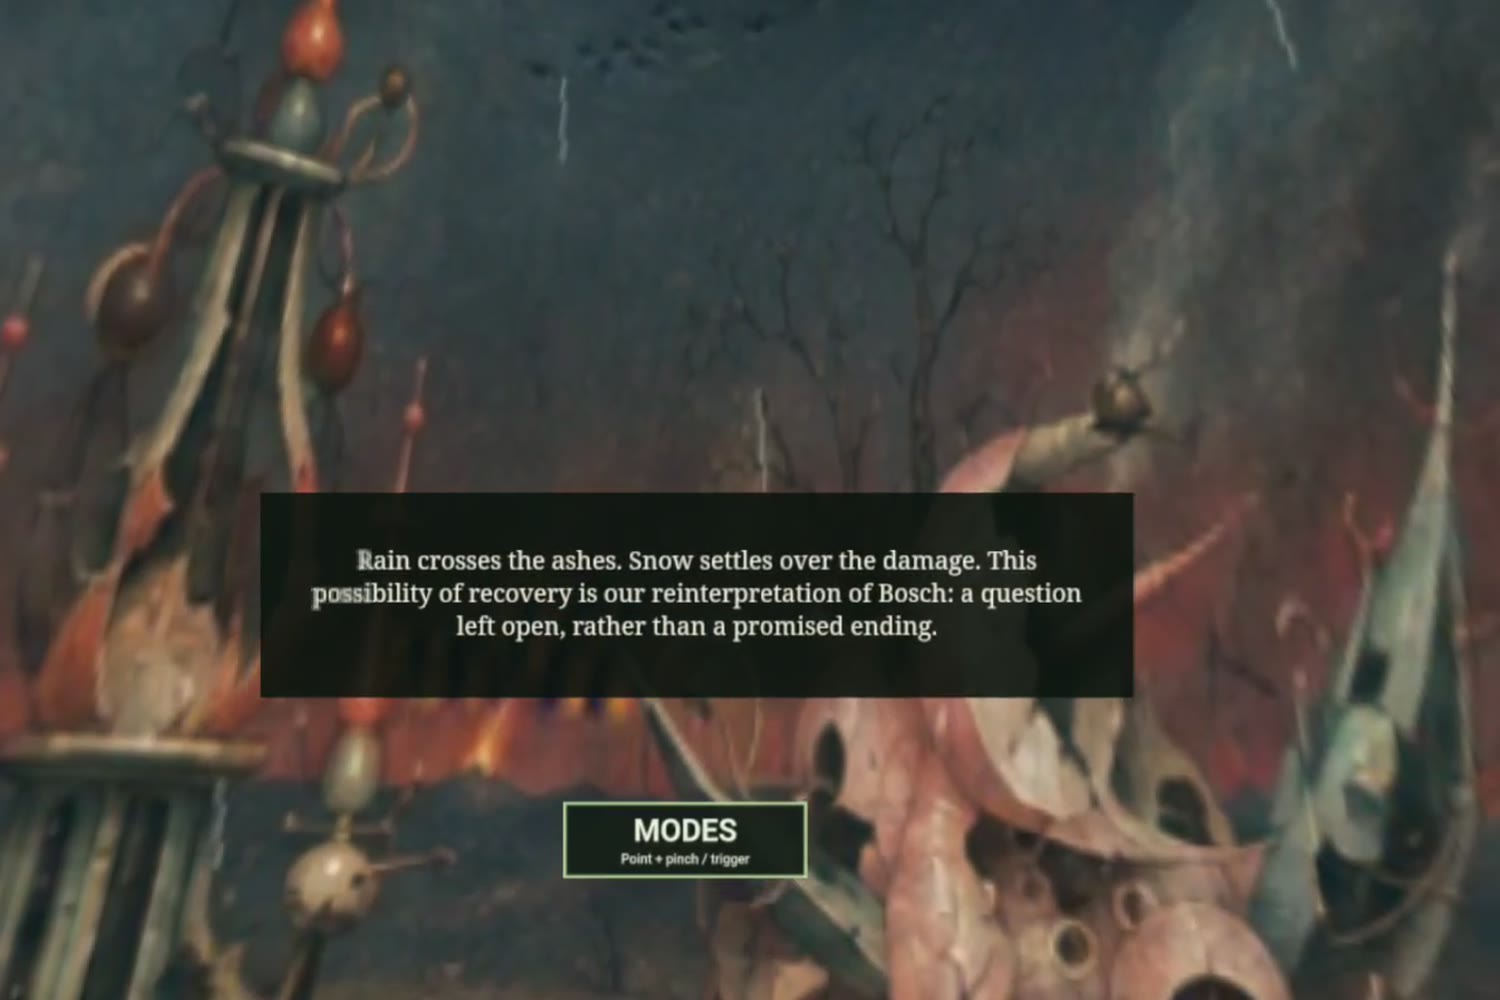 Rain crosses the ashes. Snow settles over the damage. This
possibility of recovery is our reinterpretation of Bosch: a question
left open, rather than a promised ending.
MODES
Point + pinch / trigger